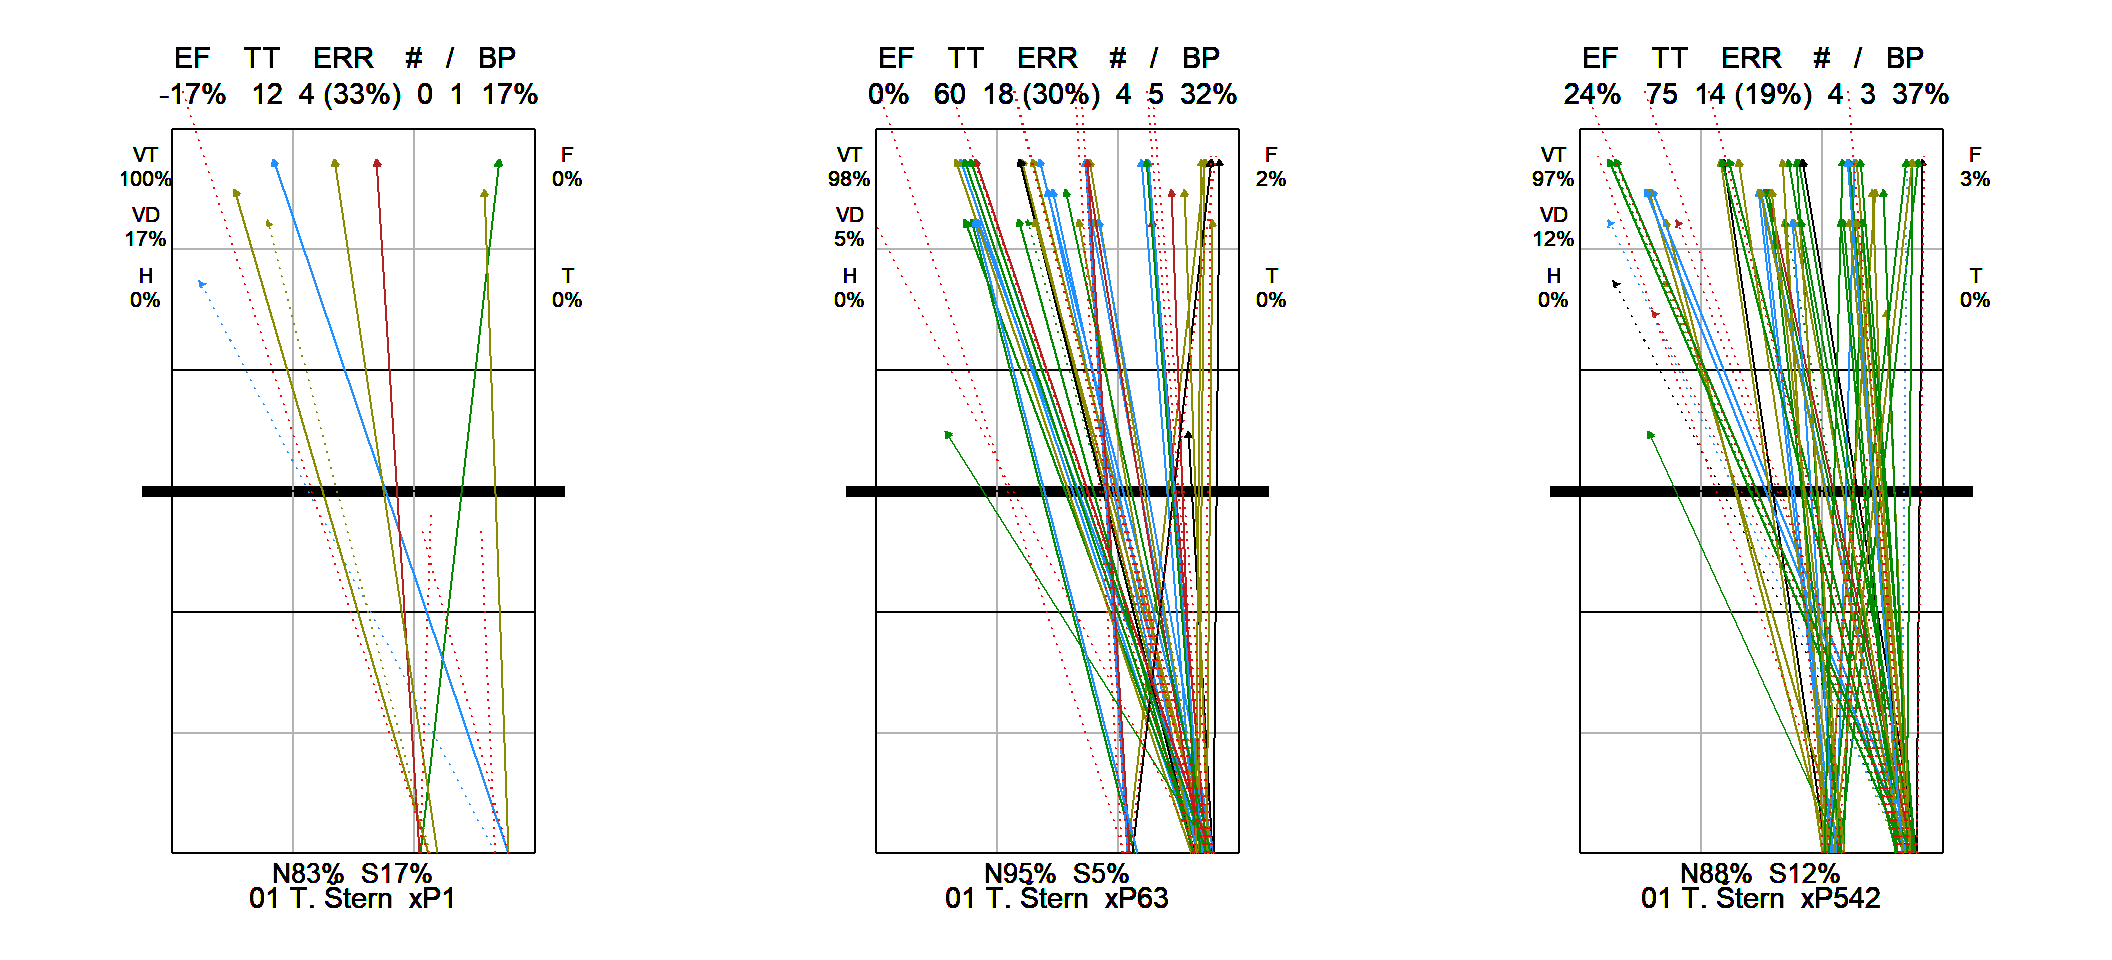 EF TT ERR # / BP
-17% 12 4 (33%) 0 1 17%
VT
100%
VD
17%
H
0%
F
0%
T
0%
N83% S17%
01 T. Štern xP1
EF TT ERR # / BP
0% 60 18 (30%) 4 5 32%
VT
98%
VD
5%
H
0%
F
2%
T
0%
N95% S5%
01 T. Štern xP63
EF TT ERR # / BP
24% 75 14 (19%) 4 3 37%
VT
97%
VD
12%
H
0%
F
3%
T
0%
N88% S12%
01 T. Štern xP542